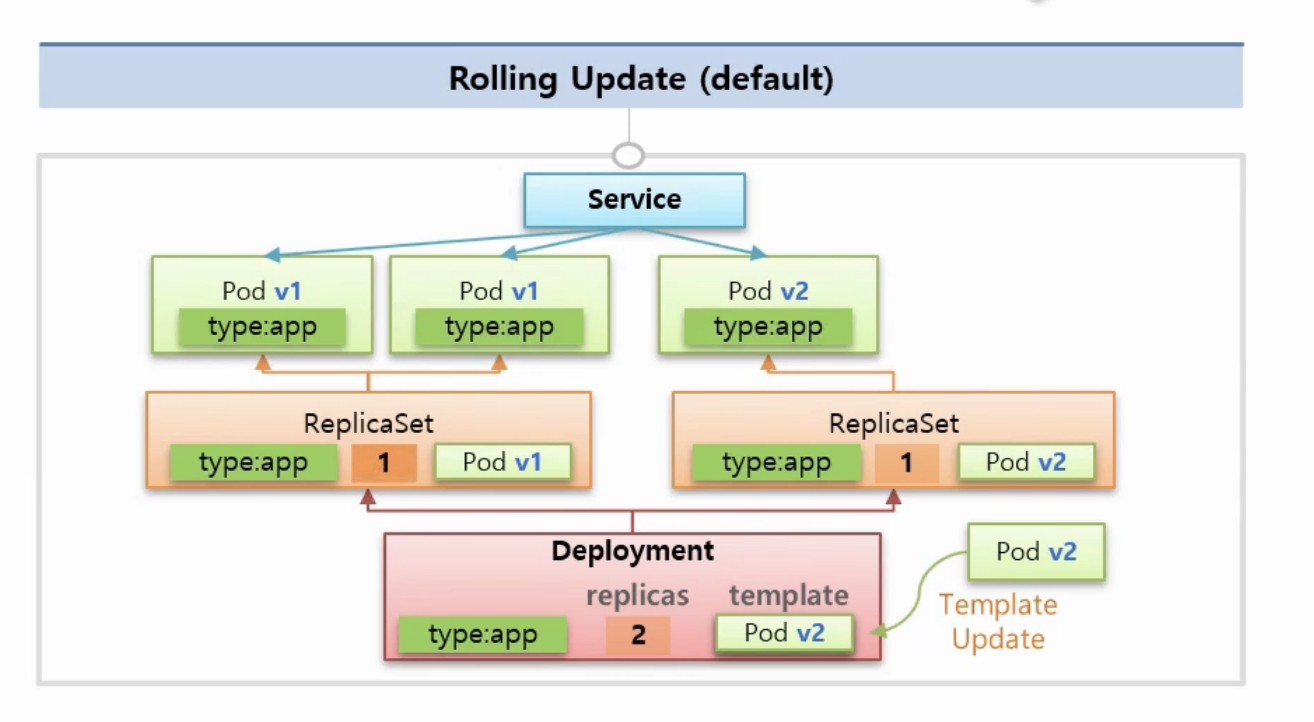 Rolling Update (default)
Service
Pod v1
type:app
Pod v1
type:app
Pod v2
type:app
ReplicaSet
type:app 1 Pod v1
ReplicaSet
type:app 1 Pod v2
Deployment
replicas template
type:app 2 Pod v2
Pod v2
Template
Update